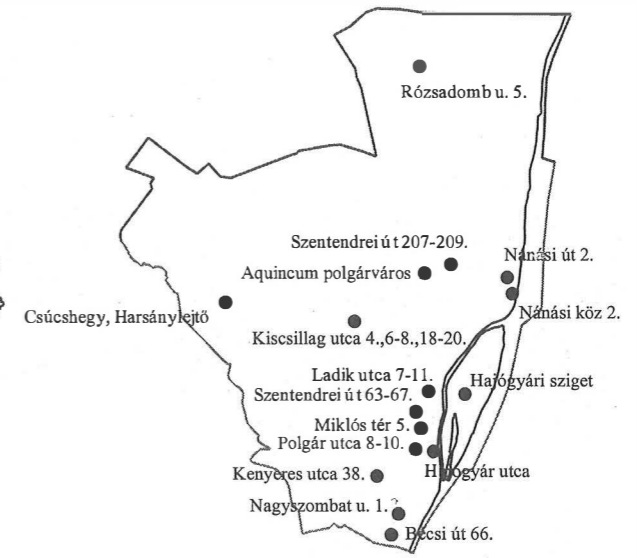 Rózsadomb u. 5.
Szentendrei út 207-209.
Nánási út 2.
Aquincum polgárváros
Csúcshegy, Harsánylejtő
Nánási köz 2.
Kiscsillag utca 4.,6-8.,18-20.
Ladik utca 7-11.
Hajógyári sziget
Szentendrei út 63-67.
Miklós tér 5.
Polgár utca 8-10.
Hajógyár utca
Kenyeres utca 38.
Nagyszombat u. 1.
Bécsi út 66.